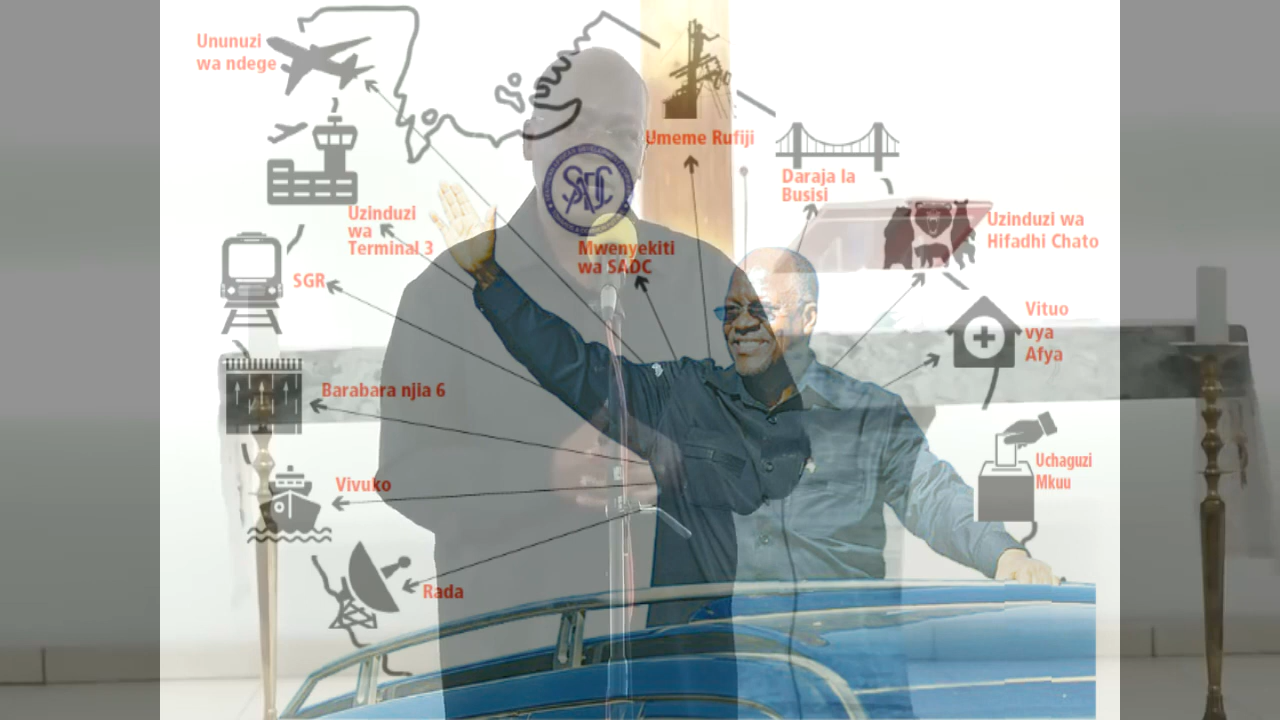 Ununuzi
wa ndege
Umeme Rufiji
Daraja la
Busisi
Uzinduzi
wa
Terminal 3
SADC
Mwenyekiti
wa SADC
Uzinduzi wa
Hifadhi Chato
SGR
Vituo
vya
Afya
Barabara njia 6
Uchaguzi
Mkuu
Vivuko
Rada